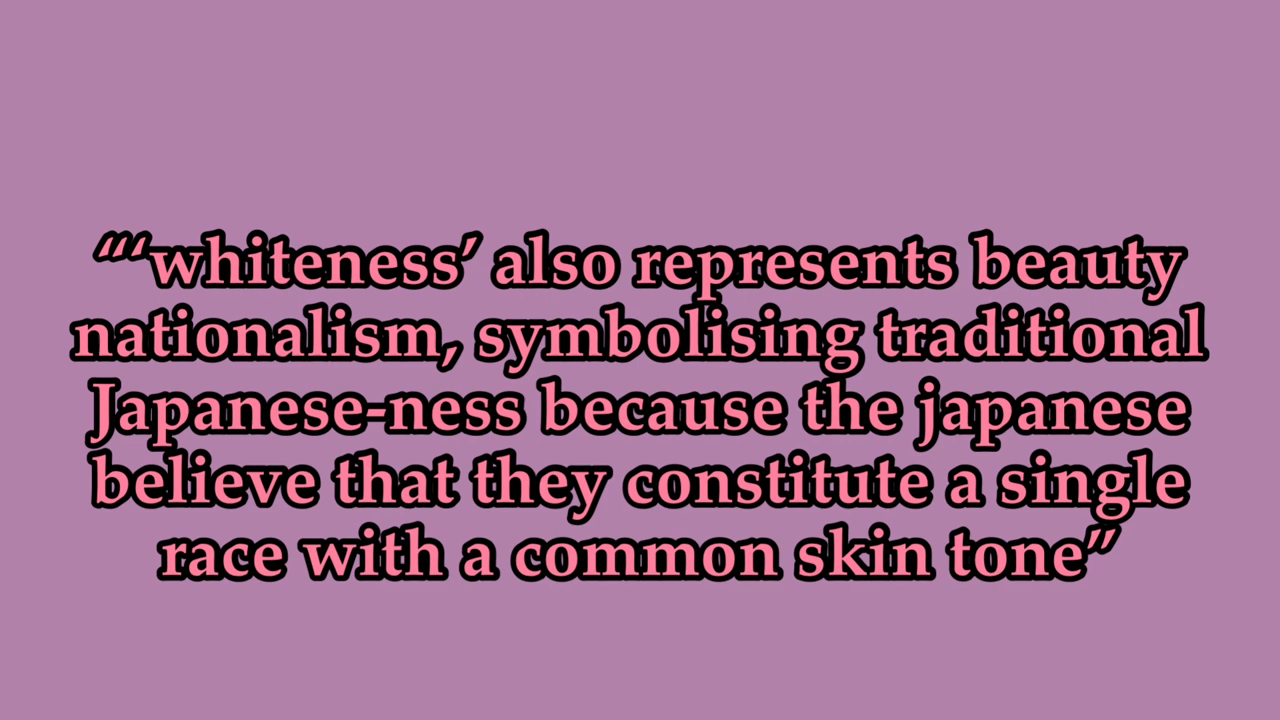 “‘whiteness’ also represents beauty
nationalism, symbolising traditional
Japanese-ness because the japanese
believe that they constitute a single
race with a common skin tone”